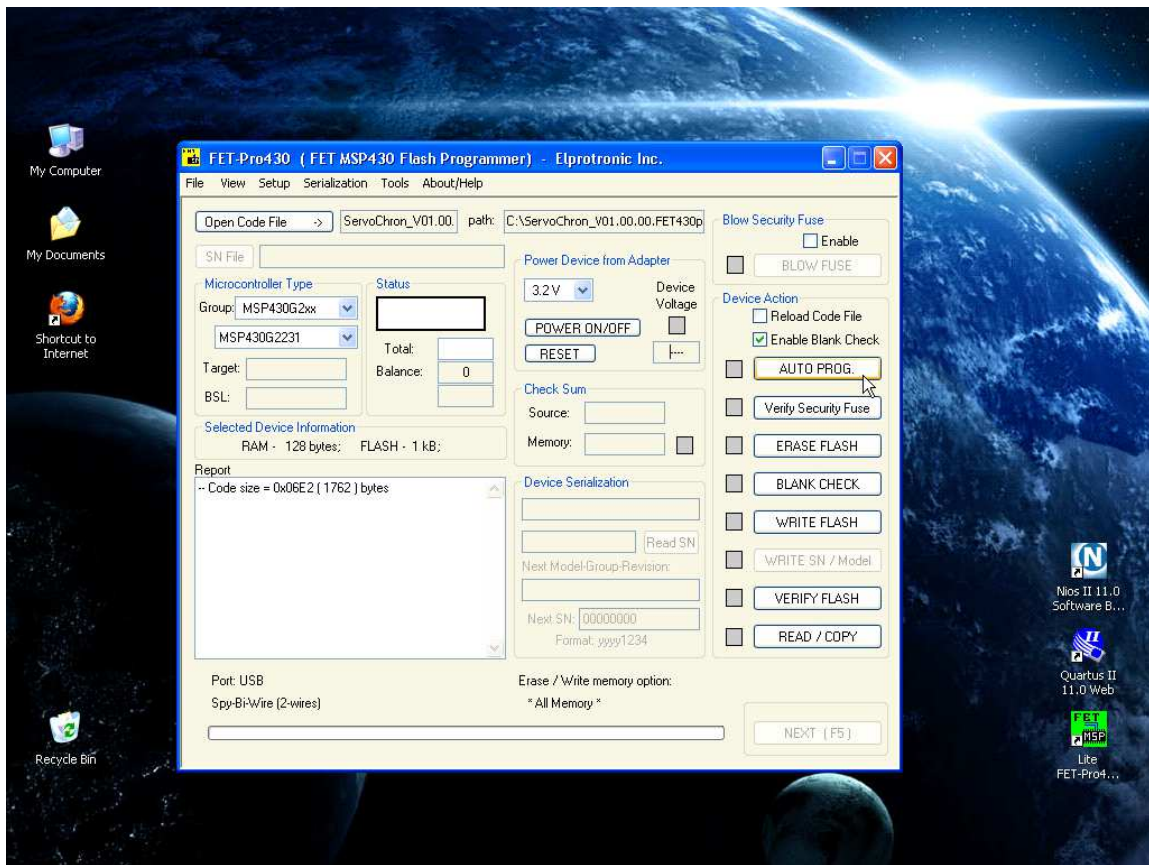 My Computer
My Documents
Shortcut to
Internet
Recycle Bin
FET-Pro430 ( FET MSP430 Flash Programmer) - Elprotronic Inc.
File View Setup Serialization Tools About/Help
Open Code File -> ServoChron_V01.00. path: C:\ServoChron_V01.00.00.FET430p
SN File
Microcontroller Type
Group: MSP430G2xx
MSP430G2231
Target:
BSL:
Status
Total:
Balance: 0
Selected Device Information
RAM - 128 bytes; FLASH - 1 kB;
Report
-- Code size = 0x06E2 ( 1762 ) bytes
Power Device from Adapter
3.2 V
Device
Voltage
POWER ON/OFF
RESET
|---
Check Sum
Source:
Memory:
Device Serialization
Read SN
Next Model-Group-Revision:
Next SN: 00000000
Format: yyyy1234
Blow Security Fuse
Enable
BLOW FUSE
Device Action
Reload Code File
Enable Blank Check
AUTO PROG.
Verify Security Fuse
ERASE FLASH
BLANK CHECK
WRITE FLASH
WRITE SN / Model
VERIFY FLASH
READ / COPY
Port: USB
Spy-Bi-Wire (2-wires)
Erase / Write memory option:
* All Memory *
NEXT ( F5 )
N
Nios II 11.0
Software B...
II
Quartus II
11.0 Web
FET
MSP
Lite
FET-Pro4...